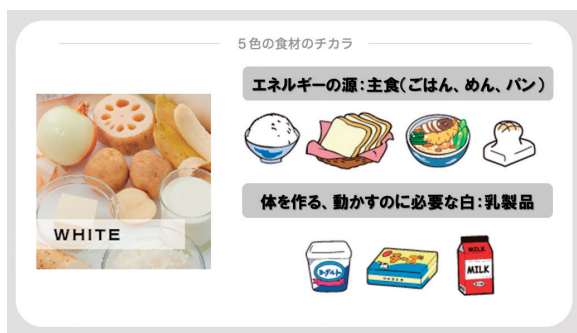 ５色の食材のチカラ
エネルギーの源：主食（ごはん、めん、パン）
WHITE
体を作る、動かすのに必要な白：乳製品
ヨーグルト
チーズ
MILK
MILK